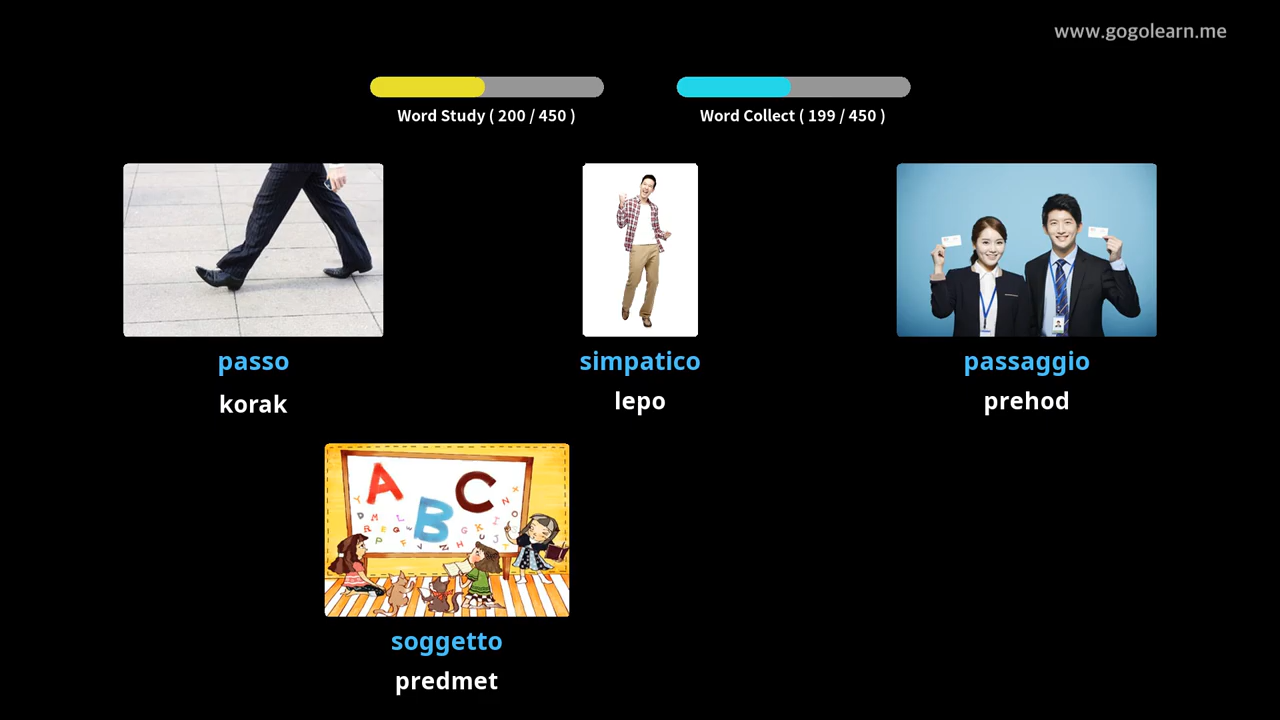 www.gogolearn.me
Word Study ( 200 / 450 )
Word Collect ( 199 / 450 )
passo
korak
simpatico
lepo
passaggio
prehod
A B C
soggetto
predmet